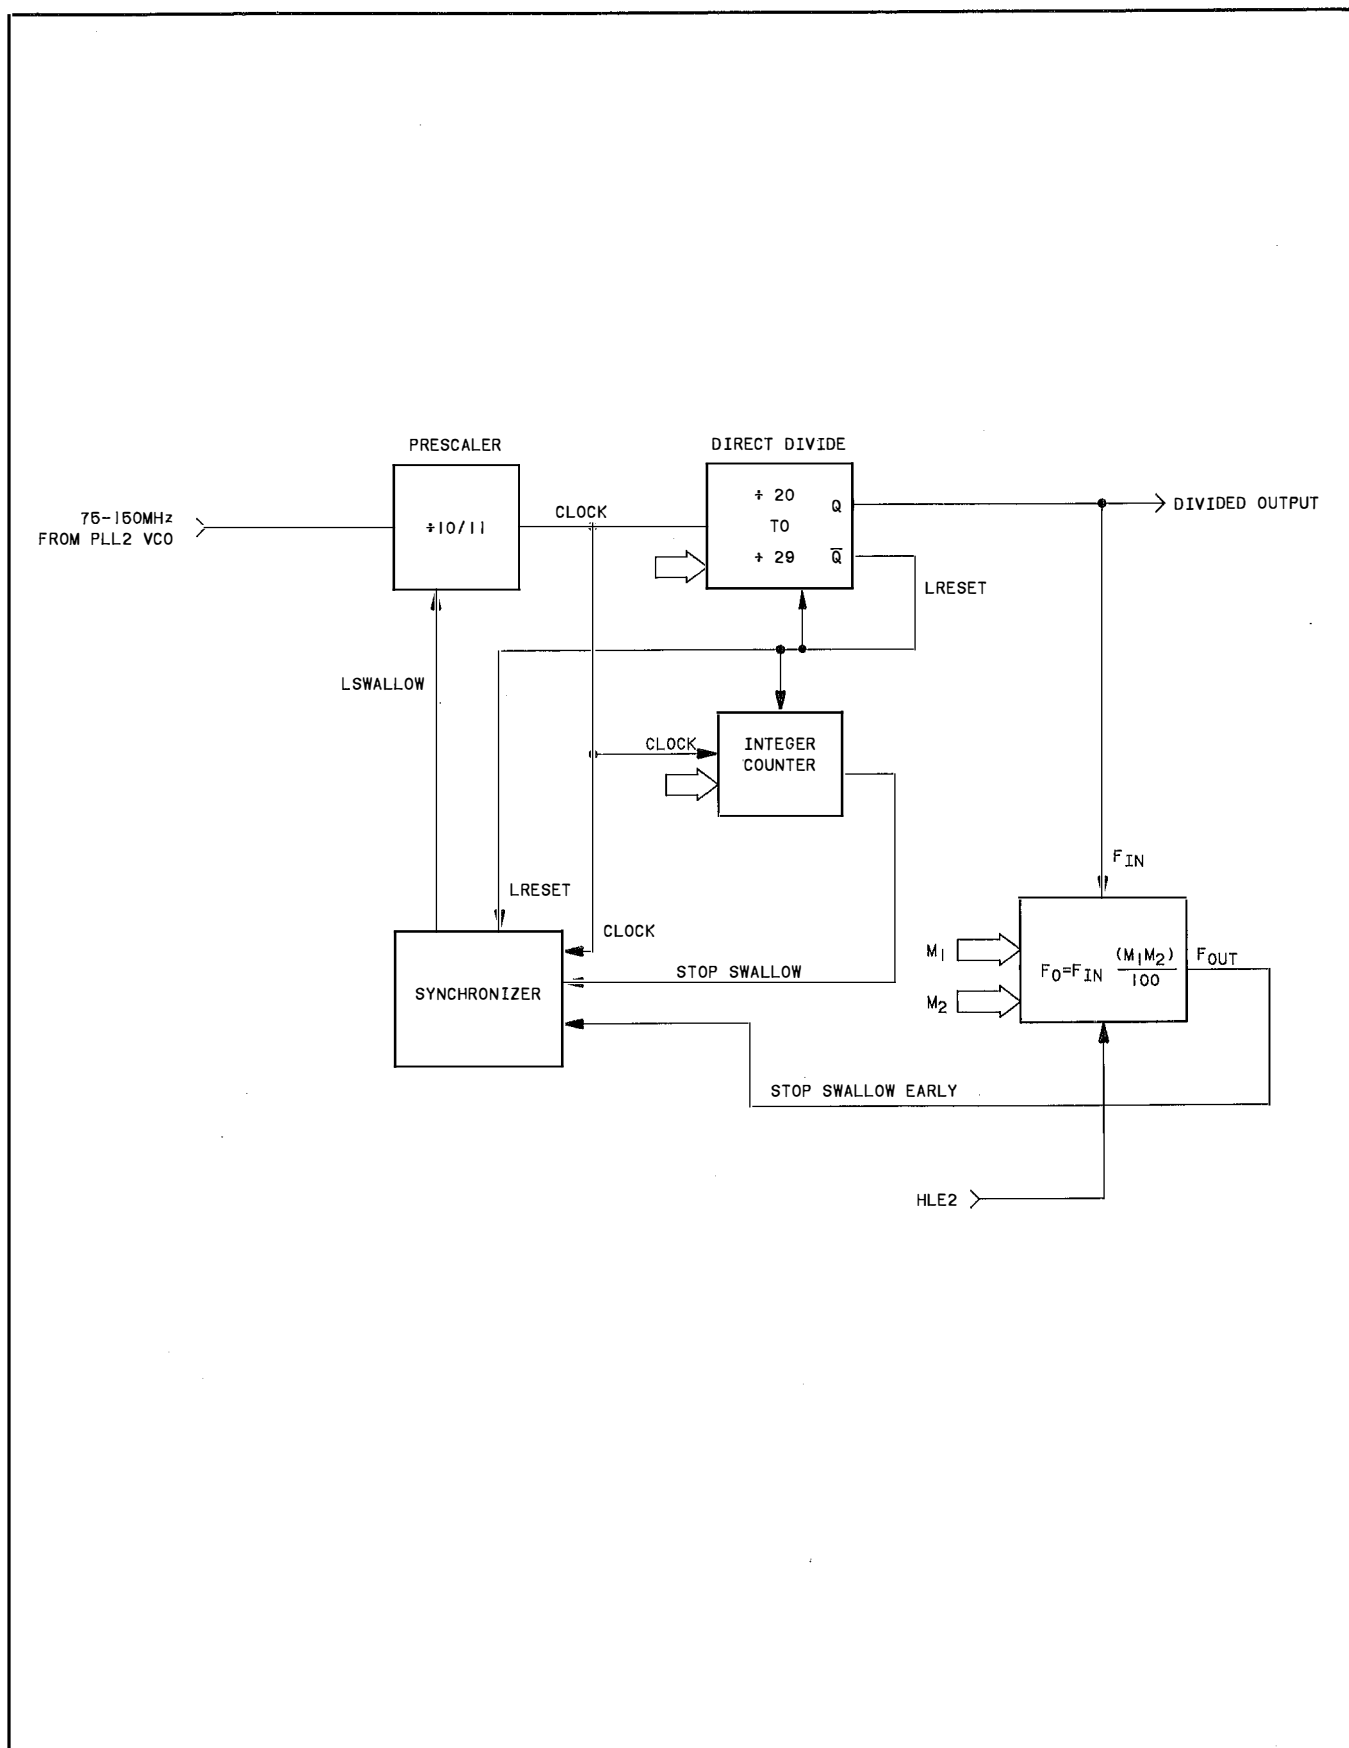 PRESCALER
÷10/11
75-150MHz
FROM PLL2 VCO
CLOCK
DIRECT DIVIDE
÷ 20
TO
÷ 29
Q
Q̅
DIVIDED OUTPUT
LRESET
LSWALLOW
CLOCK
INTEGER
COUNTER
FIN
LRESET
CLOCK
STOP SWALLOW
SYNCHRONIZER
M1
M2
FO=FIN (M1M2)/100
FOUT
STOP SWALLOW EARLY
HLE2